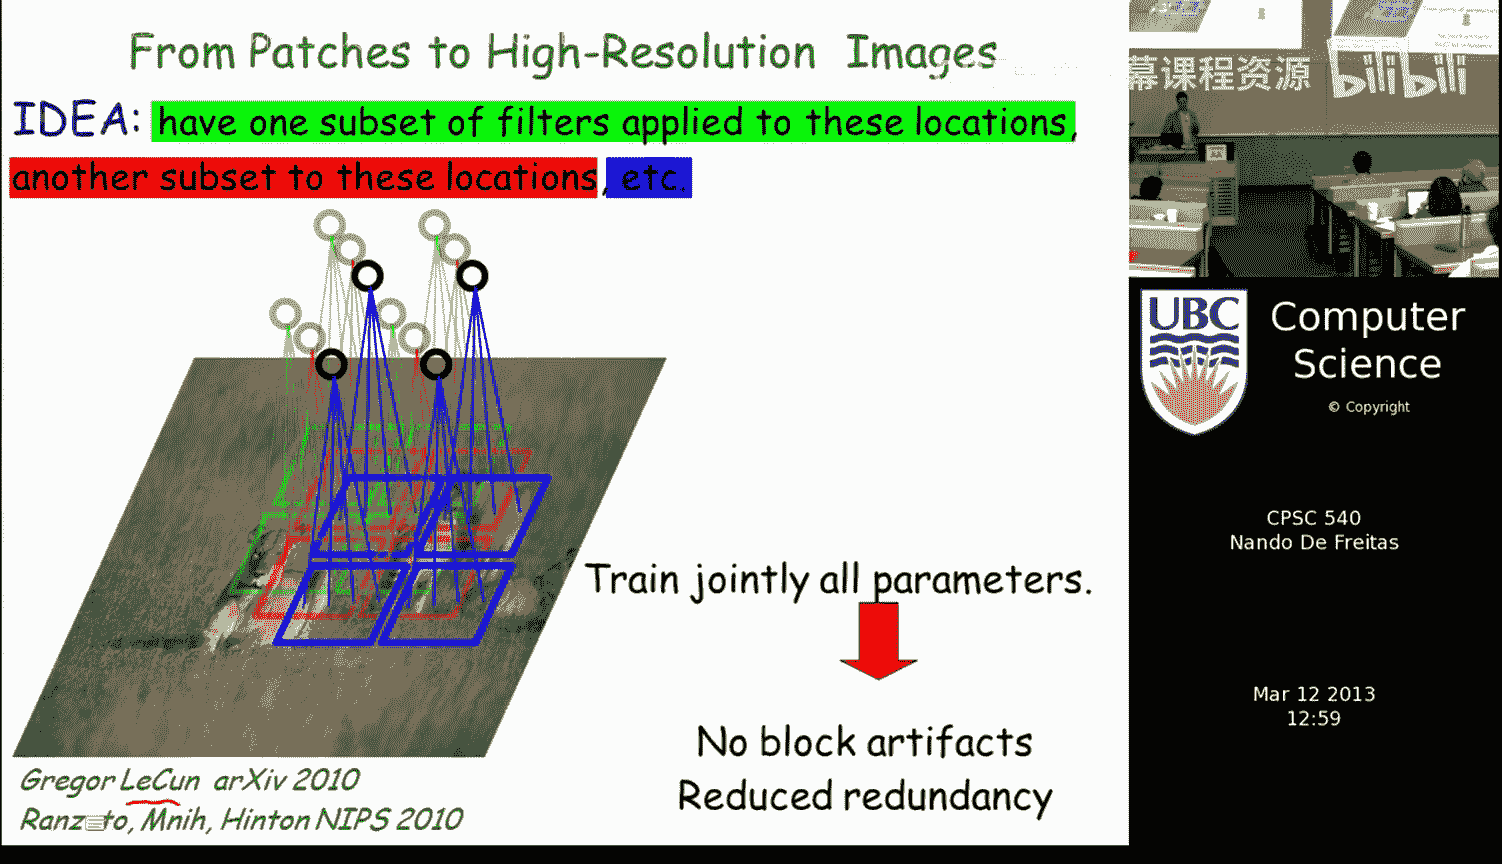 From Patches to High-Resolution Images
IDEA: have one subset of filters applied to these locations,
another subset to these locations, etc.
Train jointly all parameters.
No block artifacts
Reduced redundancy
Gregor LeCun arXiv 2010
Ranzato, Mnih, Hinton NIPS 2010
幕课程资源
bilibili
UBC
Computer
Science
© Copyright
CPSC 540
Nando De Freitas
Mar 12 2013
12:59